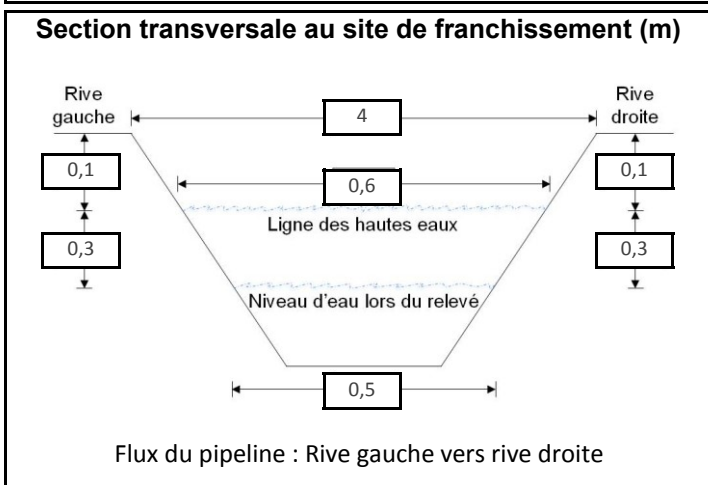 Section transversale au site de franchissement (m)
Rive gauche
Rive droite
4
0,1
0,6
0,1
Ligne des hautes eaux
0,3
0,3
Niveau d'eau lors du relevé
0,5
Flux du pipeline : Rive gauche vers rive droite